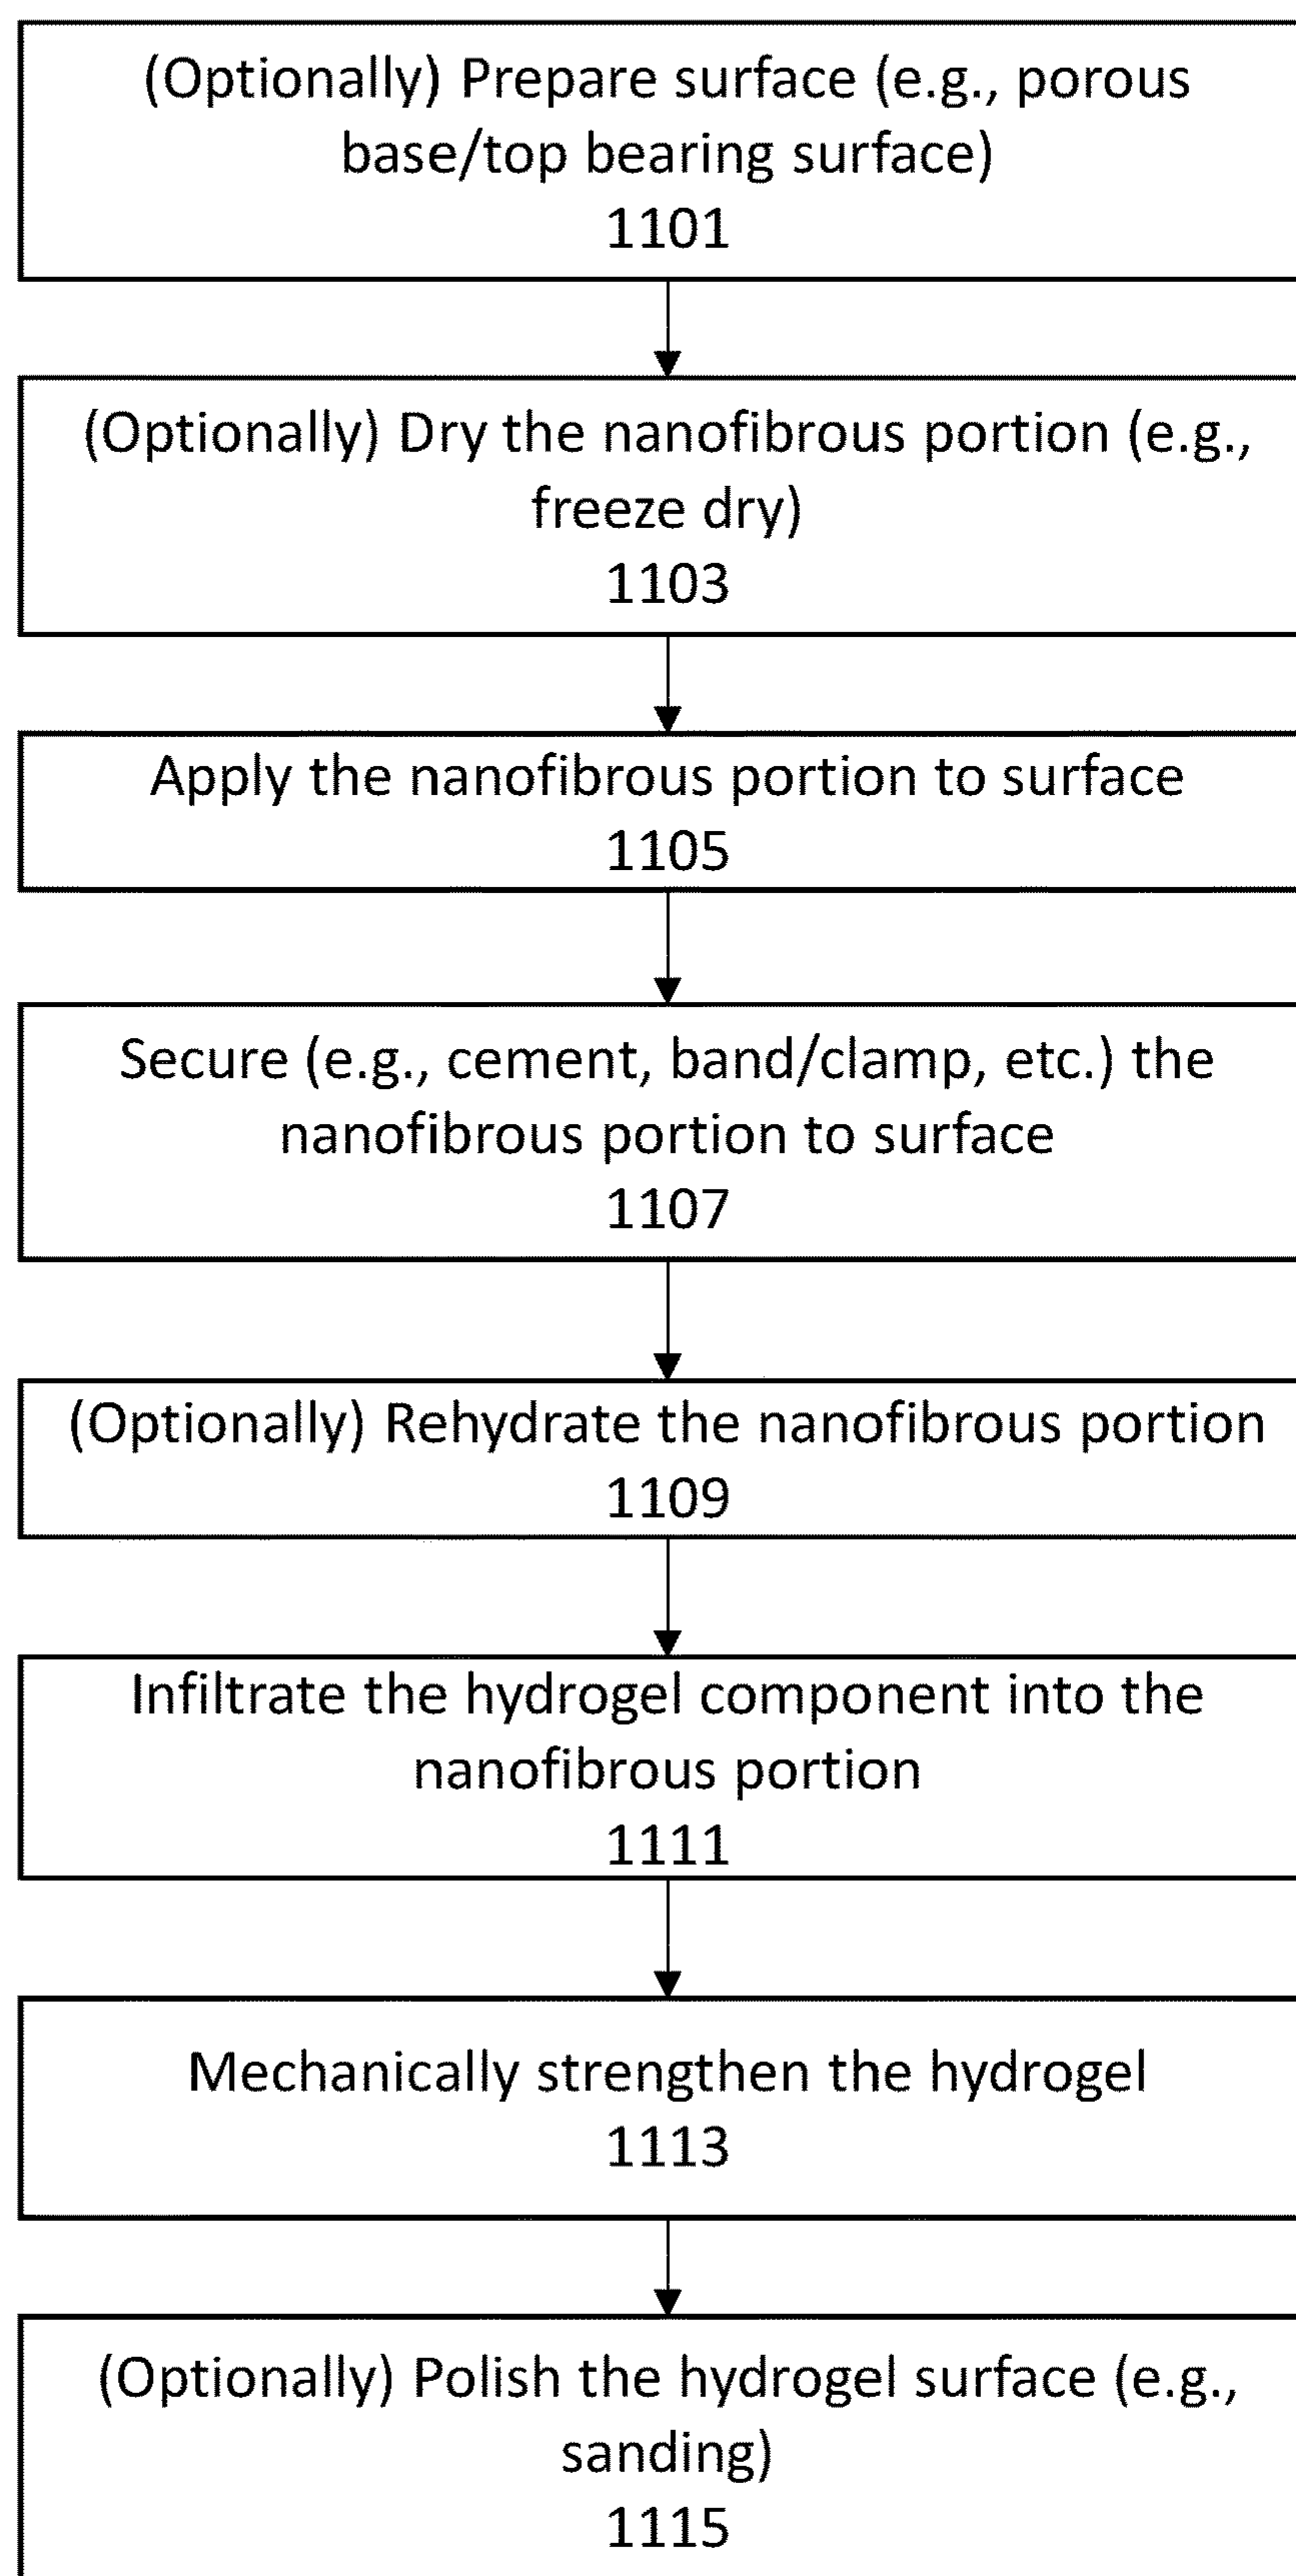 (Optionally) Prepare surface (e.g., porous
base/top bearing surface)
1101
(Optionally) Dry the nanofibrous portion (e.g.,
freeze dry)
1103
Apply the nanofibrous portion to surface
1105
Secure (e.g., cement, band/clamp, etc.) the
nanofibrous portion to surface
1107
(Optionally) Rehydrate the nanofibrous portion
1109
Infiltrate the hydrogel component into the
nanofibrous portion
1111
Mechanically strengthen the hydrogel
1113
(Optionally) Polish the hydrogel surface (e.g.,
sanding)
1115